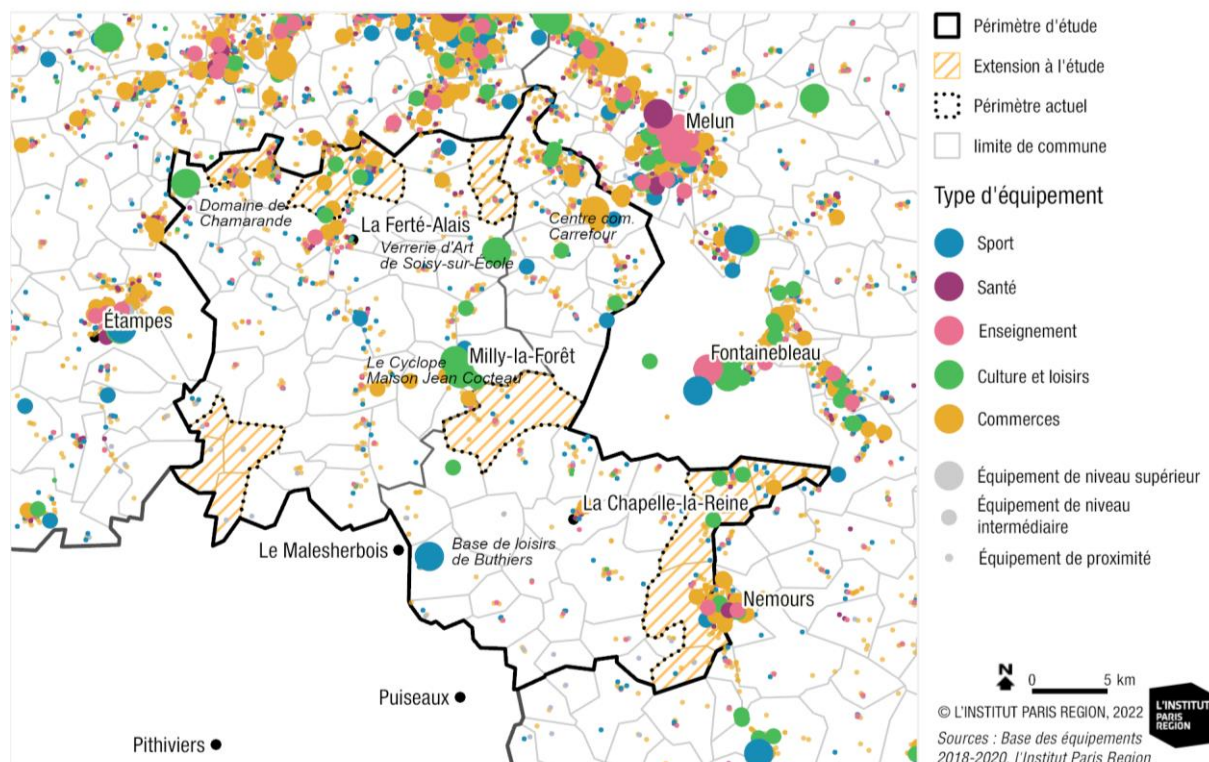 Melun
Domaine de
Chamarande
La Ferté-Alais
Centre com.
Carrefour
Verrerie d'Art
de Soisy-sur-École
Étampes
Milly-la-Forêt
Le Cyclope
Maison Jean Cocteau
Fontainebleau
La Chapelle-la-Reine
Le Malesherbois
Base de loisirs
de Buthiers
Nemours
Puiseaux
Pithiviers
Périmètre d'étude
Extension à l'étude
Périmètre actuel
limite de commune
Type d'équipement
Sport
Santé
Enseignement
Culture et loisirs
Commerces
Équipement de niveau supérieur
Équipement de niveau
intermédiaire
Équipement de proximité
N
0 5 km
© L'INSTITUT PARIS REGION, 2022
Sources : Base des équipements
2018-2020, l'Institut Paris Region
L'INSTITUT
PARIS
REGION